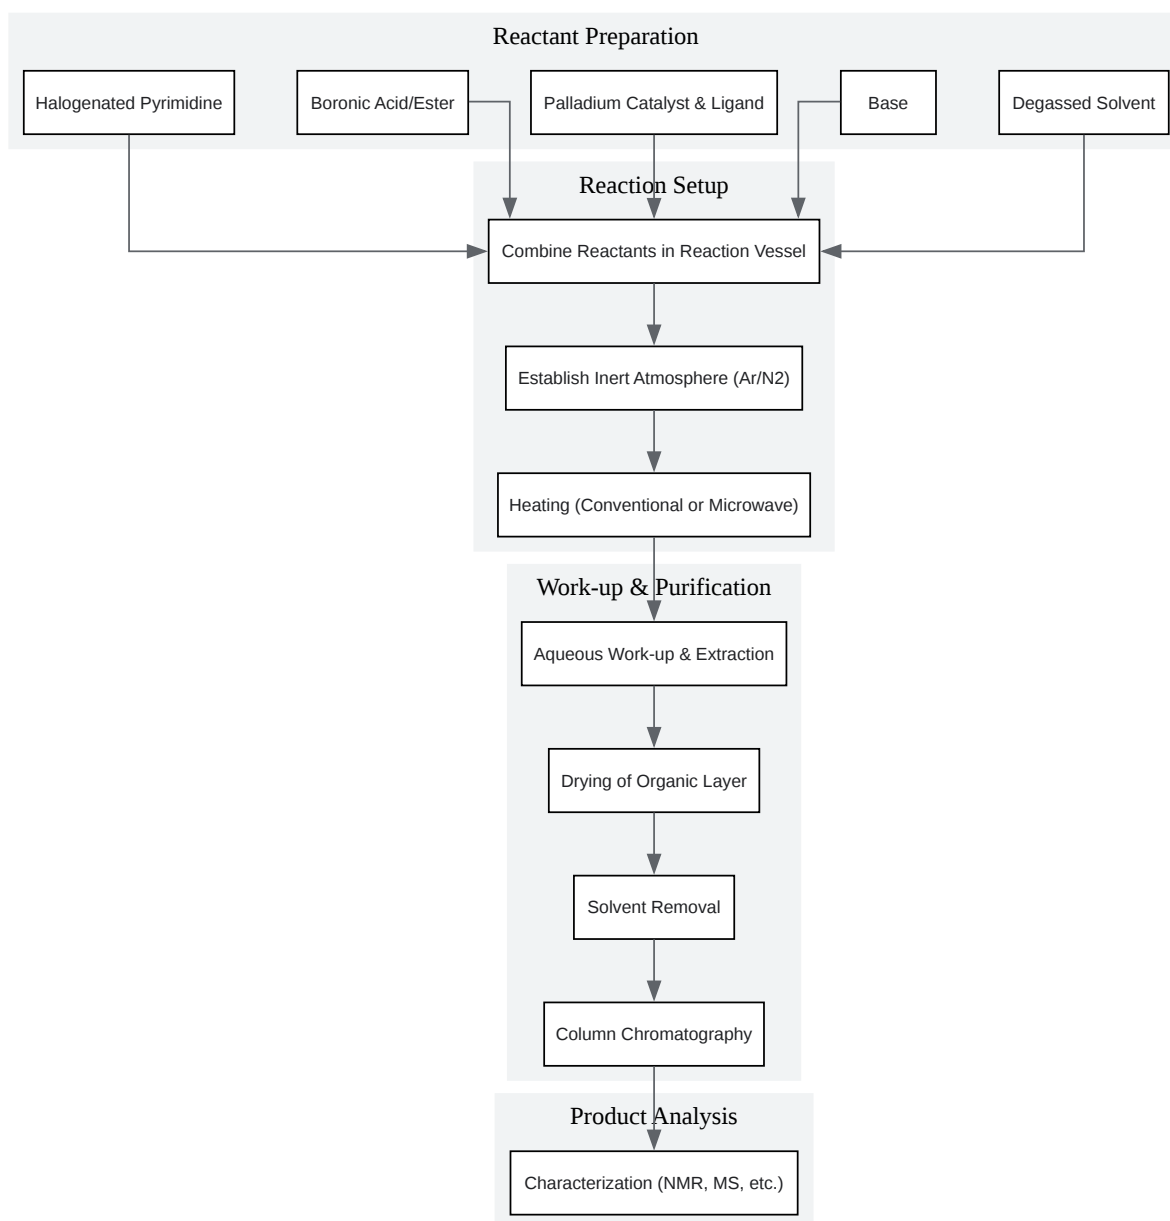 Reactant Preparation
Halogenated Pyrimidine
Boronic Acid/Ester
Palladium Catalyst & Ligand
Base
Degassed Solvent
Reaction Setup
Combine Reactants in Reaction Vessel
Establish Inert Atmosphere (Ar/N2)
Heating (Conventional or Microwave)
Work-up & Purification
Aqueous Work-up & Extraction
Drying of Organic Layer
Solvent Removal
Column Chromatography
Product Analysis
Characterization (NMR, MS, etc.)